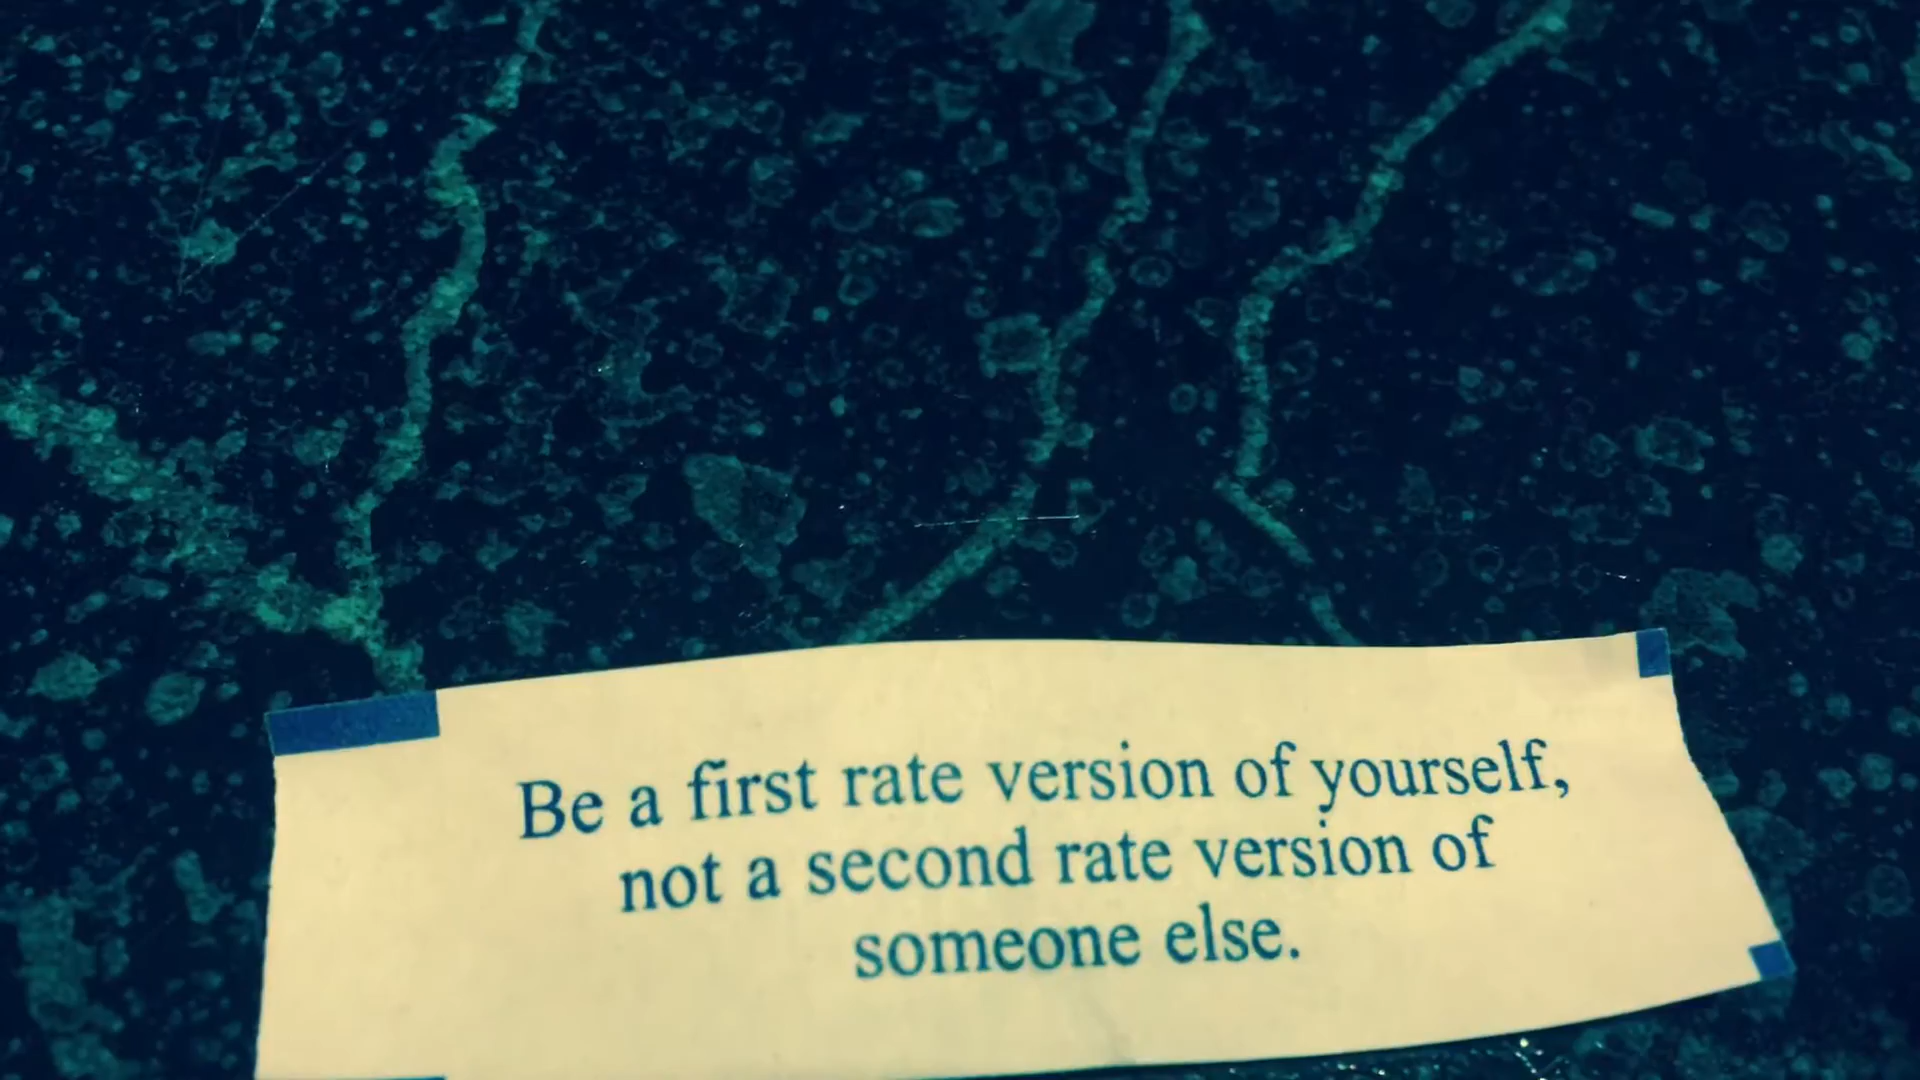 Be a first rate version of yourself,
not a second rate version of
someone else.